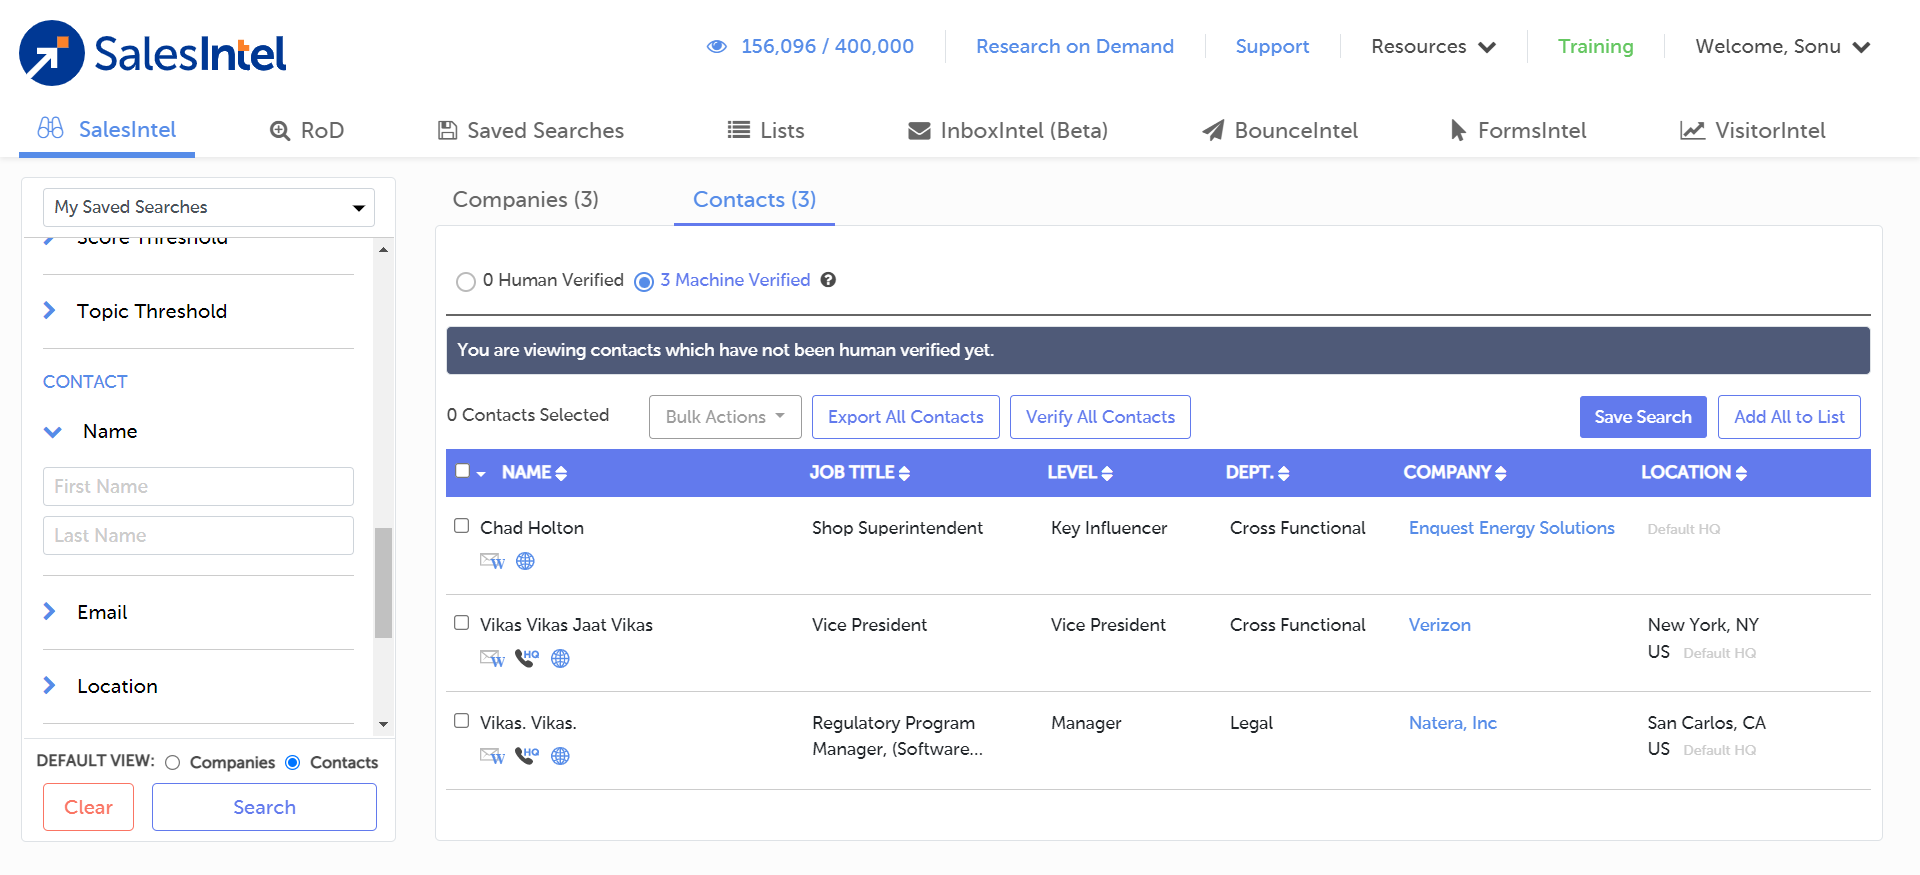 SalesIntel
156,096 / 400,000
Research on Demand
Support
Resources
Training
Welcome, Sonu
SalesIntel
RoD
Saved Searches
Lists
InboxIntel (Beta)
BounceIntel
FormsIntel
VisitorIntel
My Saved Searches
Score Threshold
Topic Threshold
CONTACT
Name
First Name
Last Name
Email
Location
DEFAULT VIEW: Companies Contacts
Clear
Search
Companies (3)
Contacts (3)
0 Human Verified 3 Machine Verified ?
You are viewing contacts which have not been human verified yet.
0 Contacts Selected
Bulk Actions
Export All Contacts
Verify All Contacts
Save Search
Add All to List
NAME JOB TITLE LEVEL DEPT. COMPANY LOCATION
Chad Holton Shop Superintendent Key Influencer Cross Functional Enquest Energy Solutions Default HQ
W
Vikas Vikas Jaat Vikas Vice President Vice President Cross Functional Verizon New York, NY
W HQ US Default HQ
Vikas. Vikas. Regulatory Program Manager Legal Natera, Inc San Carlos, CA
W HQ Manager, (Software... US Default HQ